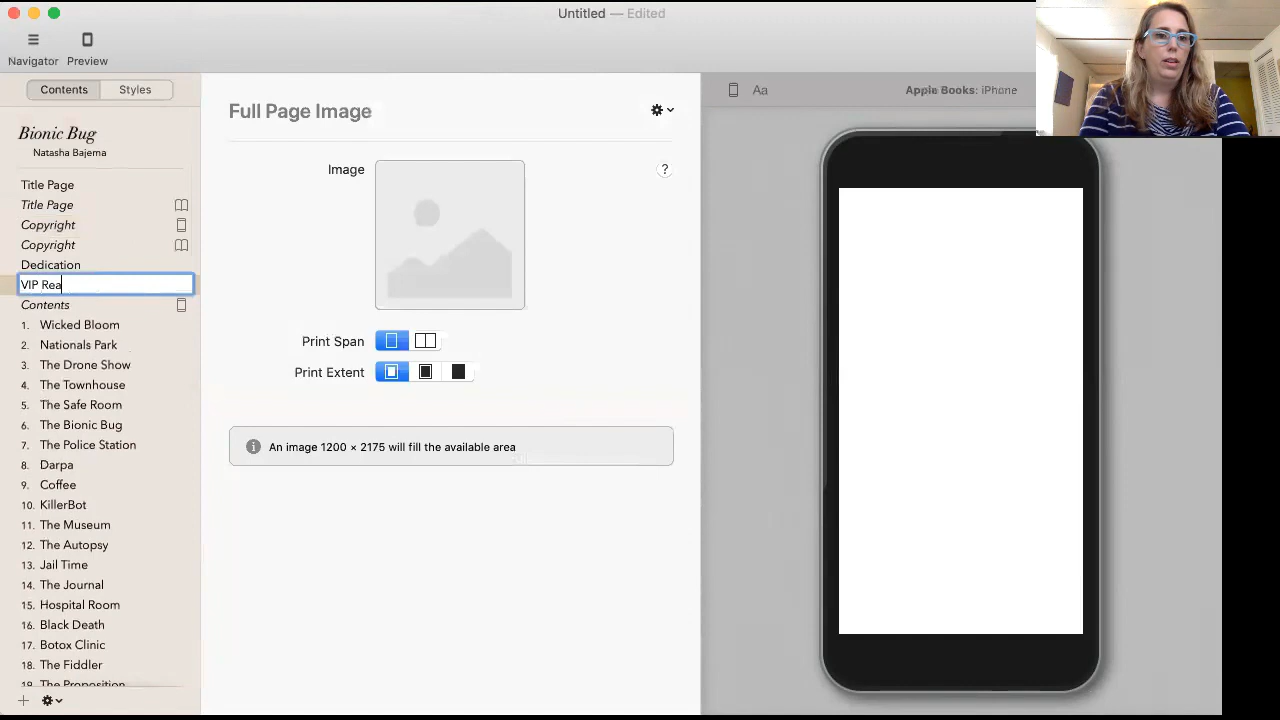 Untitled — Edited
Navigator
Preview
Contents
Styles
Bionic Bug
Natasha Bajema
Title Page
Title Page
Copyright
Copyright
Dedication
VIP Rea
Contents
1. Wicked Bloom
2. Nationals Park
3. The Drone Show
4. The Townhouse
5. The Safe Room
6. The Bionic Bug
7. The Police Station
8. Darpa
9. Coffee
10. KillerBot
11. The Museum
12. The Autopsy
13. Jail Time
14. The Journal
15. Hospital Room
16. Black Death
17. Botox Clinic
18. The Fiddler
19. The Proposition
Full Page Image
Image
?
Print Span
Print Extent
An image 1200 × 2175 will fill the available area
Aa
Apple Books: iPhone